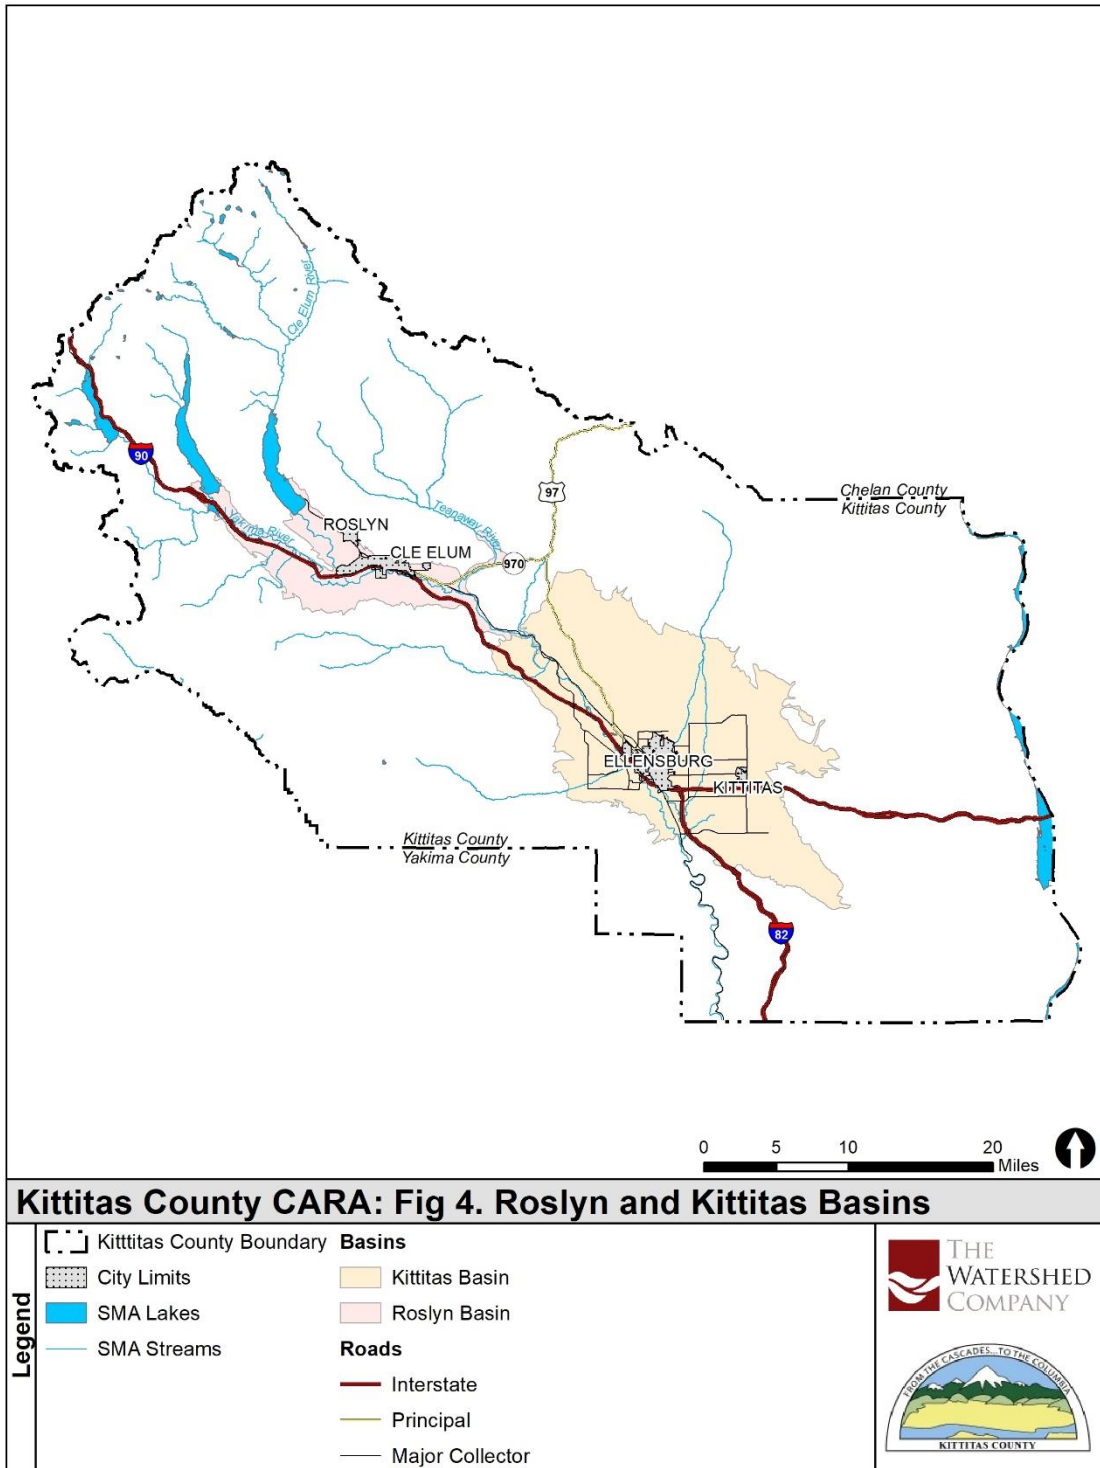 Cle Elum River
90
Chelan County
Kittitas County
97
Teanaway River
Yakima River
ROSLYN
CLE ELUM
970
ELLENSBURG
KITTITAS
Kittitas County
Yakima County
82
0 5 10 20
Miles
Kittitas County CARA: Fig 4. Roslyn and Kittitas Basins
Legend
Kitttitas County Boundary
City Limits
SMA Lakes
SMA Streams
Basins
Kittitas Basin
Roslyn Basin
Roads
Interstate
Principal
Major Collector
THE
WATERSHED
COMPANY
FROM THE CASCADES...TO THE COLUMBIA
KITTITAS COUNTY